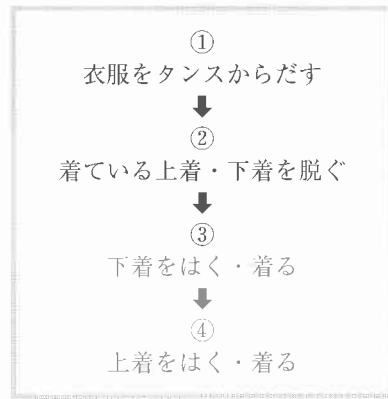 ①
衣服をタンスからだす
②
着ている上着・下着を脱ぐ
③
下着をはく・着る
④
上着をはく・着る